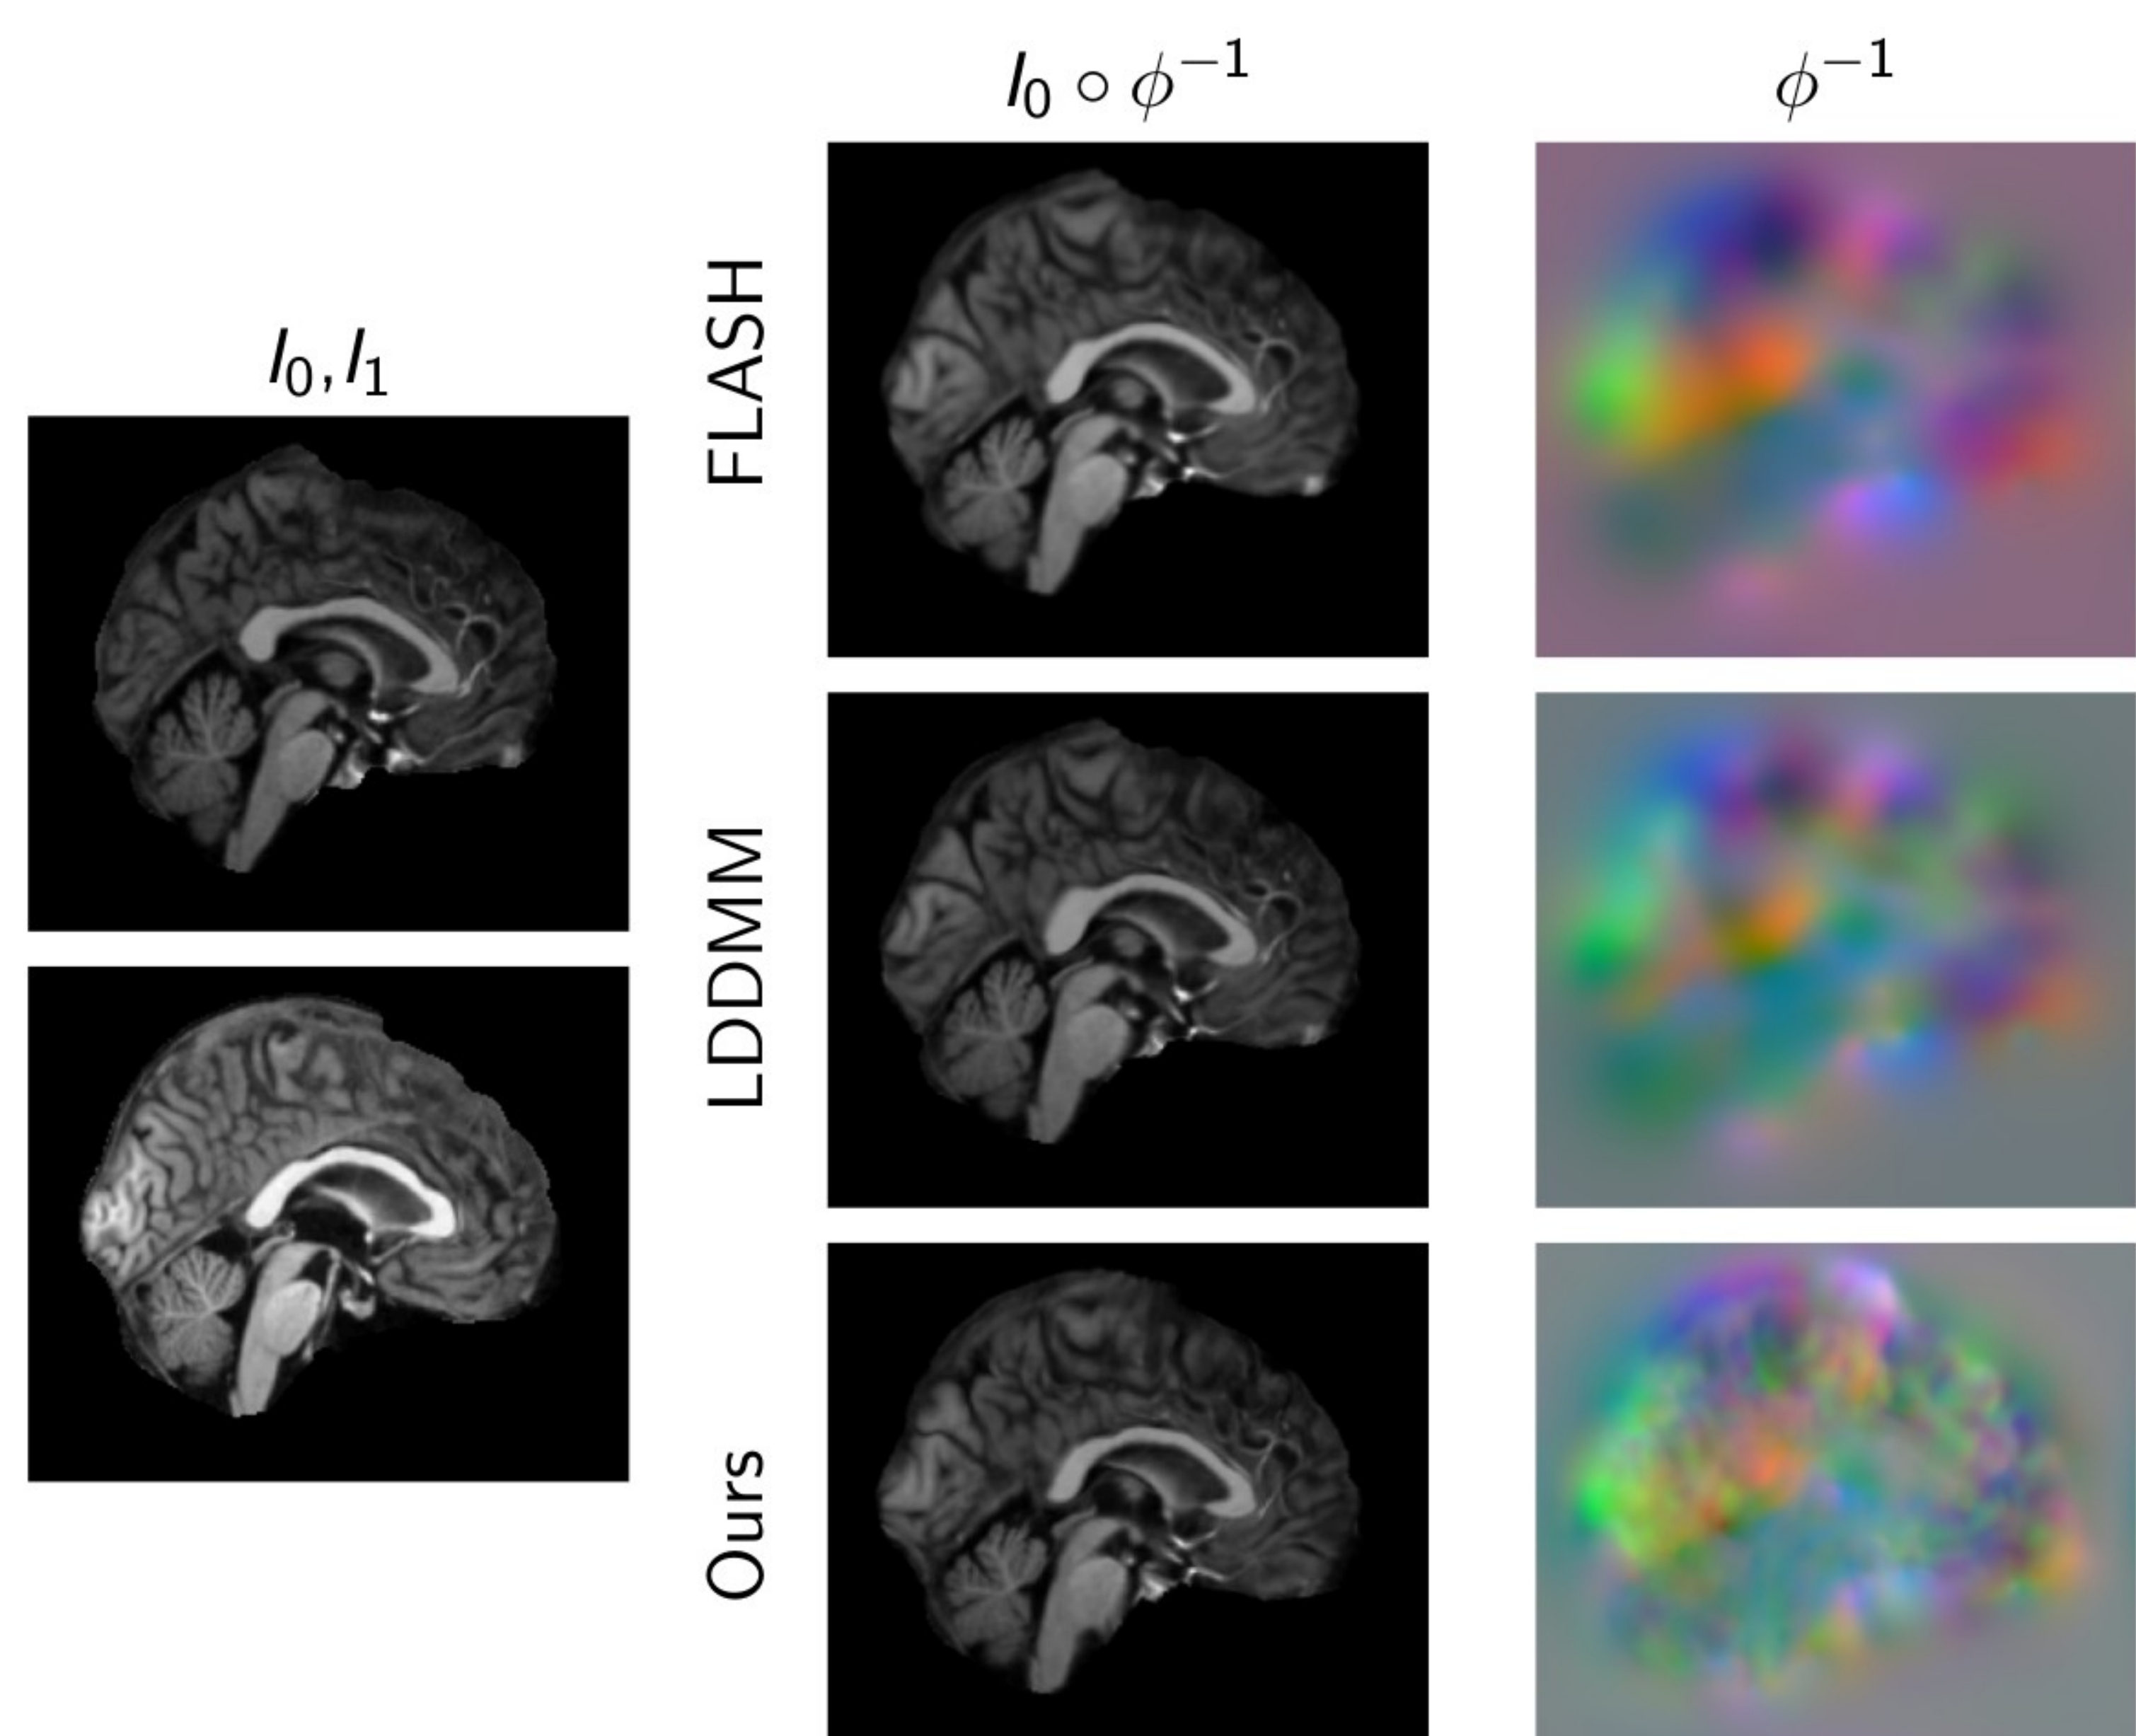 I₀ ∘ ϕ⁻¹
ϕ⁻¹
I₀, I₁
FLASH
LDDMM
Ours